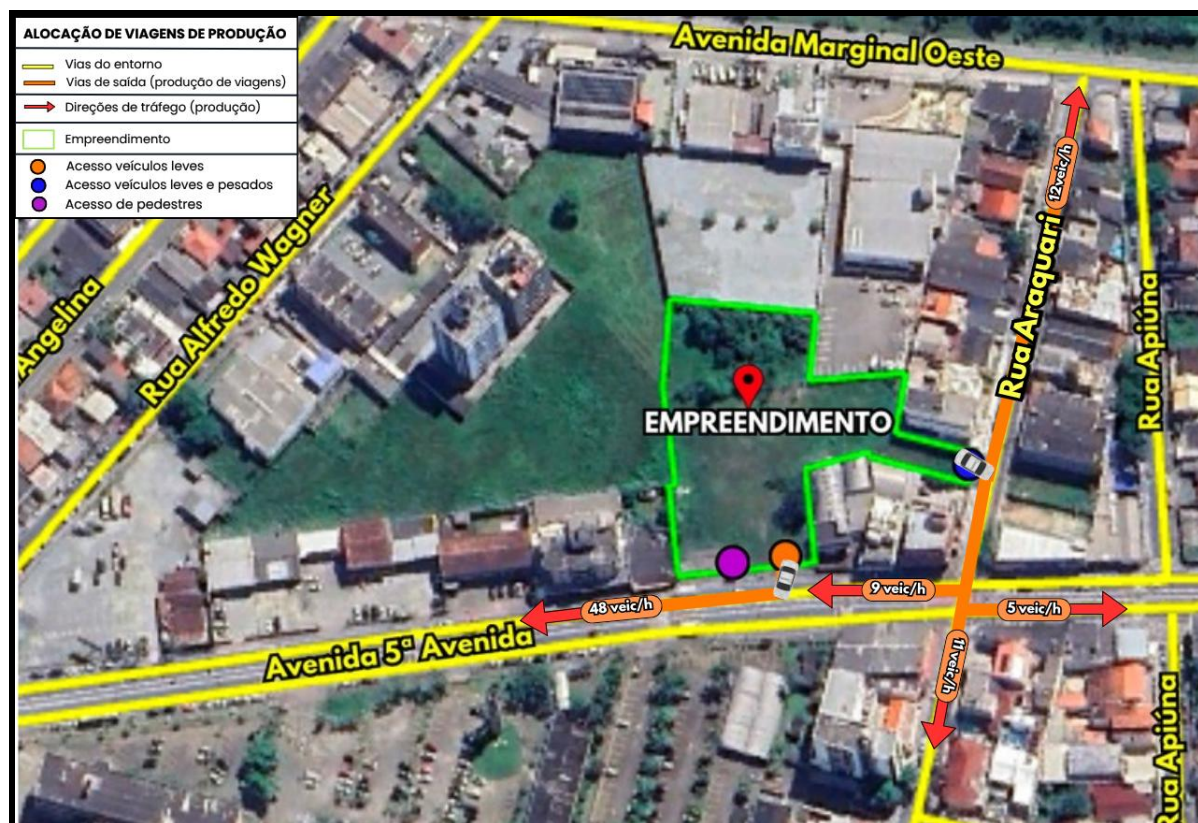 ALOCAÇÃO DE VIAGENS DE PRODUÇÃO
Vias do entorno
Vias de saída (produção de viagens)
Direções de tráfego (produção)
Empreendimento
Acesso veículos leves
Acesso veículos leves e pesados
Acesso de pedestres
Avenida Marginal Oeste
12veic/h
Rua Araquari
Rua Apiúna
Rua Alfredo Wagner
Angelina
EMPREENDIMENTO
9 veic/h
48 veic/h
5 veic/h
Avenida 5ª Avenida
11 veic/h
Rua Apiúna